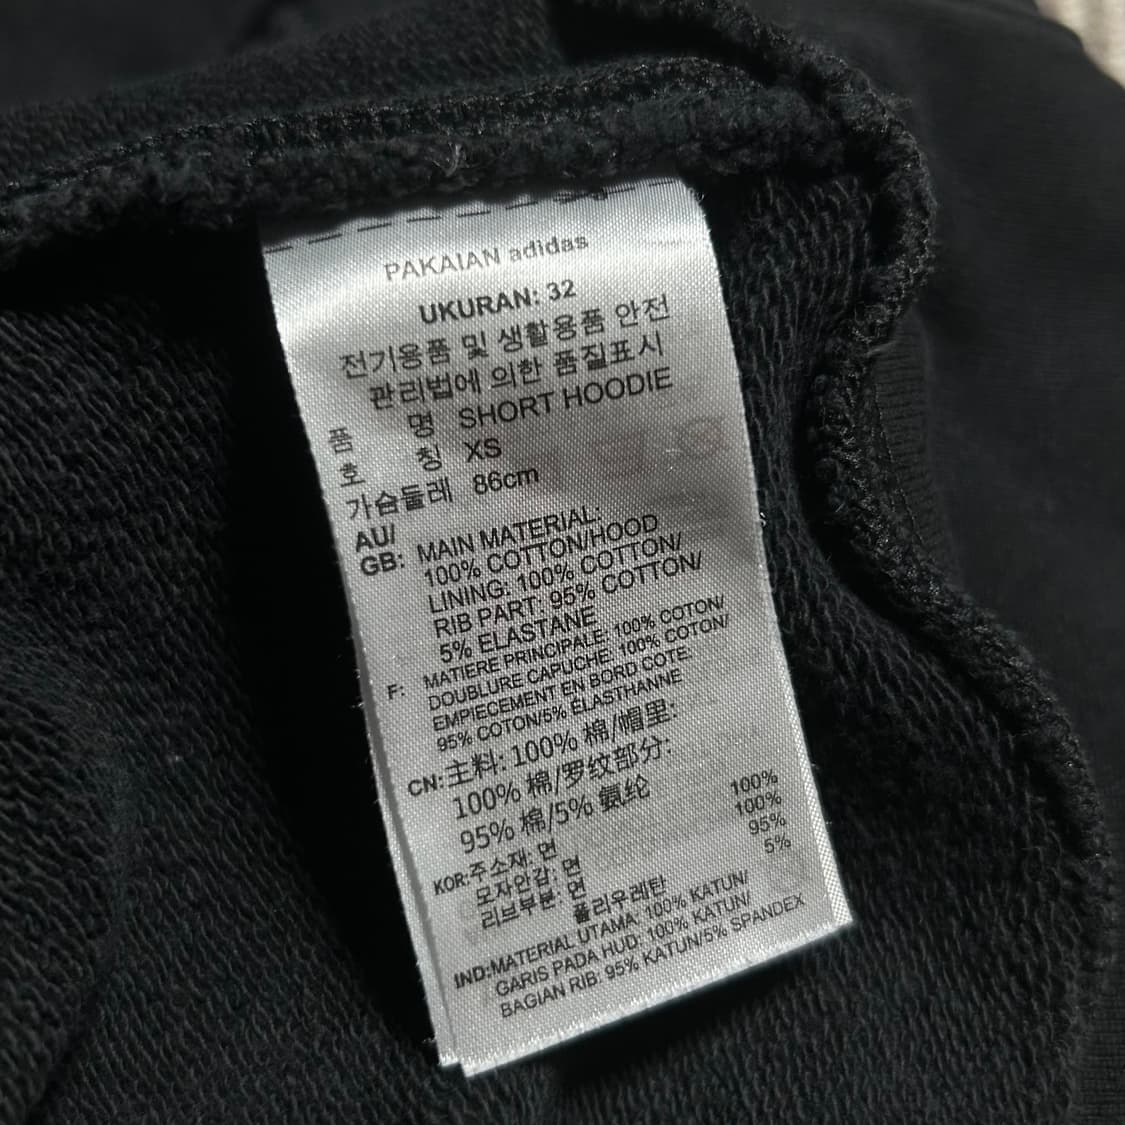 PAKAIAN adidas
UKURAN: 32
전기용품 및 생활용품 안전
관리법에 의한 품질표시
품 명 SHORT HOODIE
호 칭 XS
가슴둘레 86cm
AU/
GB: MAIN MATERIAL:
100% COTTON/HOOD
LINING: 100% COTTON/
RIB PART: 95% COTTON/
5% ELASTANE
F: MATIERE PRINCIPALE: 100% COTON/
DOUBLURE CAPUCHE: 100% COTON/
EMPIECEMENT EN BORD COTE:
95% COTON/5% ÉLASTHANNE
CN: 主料: 100% 棉/帽里:
100% 棉/罗纹部分:
95% 棉/5% 氨纶
KOR: 주소재: 면 100%
모자안감: 면 100%
리브부분: 면 95%
폴리우레탄 5%
IND: MATERIAL UTAMA: 100% KATUN/
GARIS PADA HUD: 100% KATUN/
BAGIAN RIB: 95% KATUN/5% SPANDEX